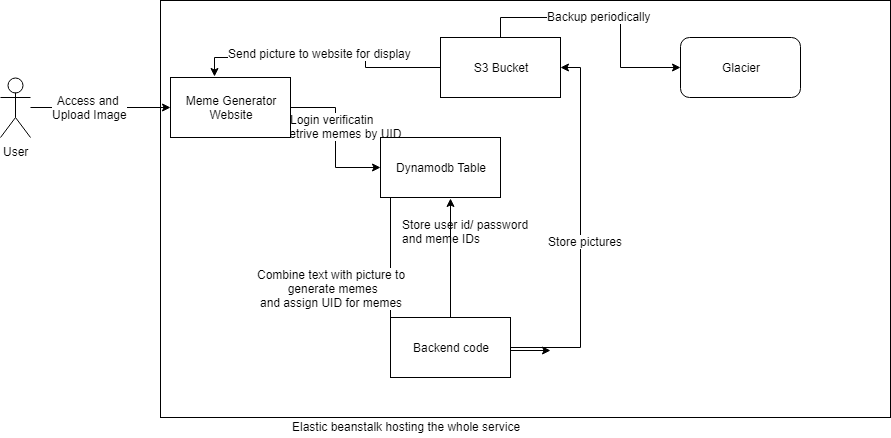 Backup periodically
Send picture to website for display
S3 Bucket
Glacier
Access and
Upload Image
Meme Generator
Website
User
Login verificatin
etrive memes by UID
Dynamodb Table
Store user id/ password
and meme IDs
Store pictures
Combine text with picture to
generate memes
and assign UID for memes
Backend code
Elastic beanstalk hosting the whole service